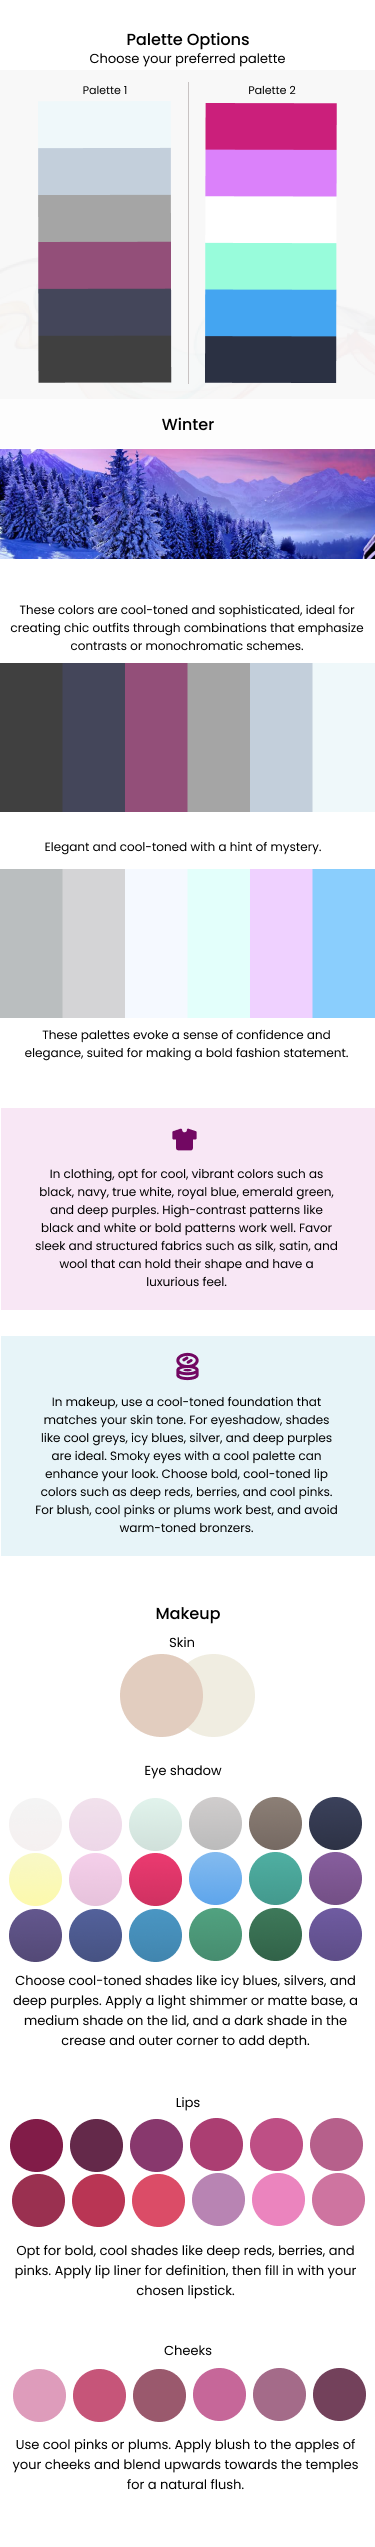 Palette Options
Choose your preferred palette
Palette 1
Palette 2
Winter
These colors are cool-toned and sophisticated, ideal for
creating chic outfits through combinations that emphasize
contrasts or monochromatic schemes.
Elegant and cool-toned with a hint of mystery.
These palettes evoke a sense of confidence and
elegance, suited for making a bold fashion statement.
In clothing, opt for cool, vibrant colors such as
black, navy, true white, royal blue, emerald green,
and deep purples. High-contrast patterns like
black and white or bold patterns work well. Favor
sleek and structured fabrics such as silk, satin, and
wool that can hold their shape and have a
luxurious feel.
In makeup, use a cool-toned foundation that
matches your skin tone. For eyeshadow, shades
like cool greys, icy blues, silver, and deep purples
are ideal. Smoky eyes with a cool palette can
enhance your look. Choose bold, cool-toned lip
colors such as deep reds, berries, and cool pinks.
For blush, cool pinks or plums work best, and avoid
warm-toned bronzers.
Makeup
Skin
Eye shadow
Choose cool-toned shades like icy blues, silvers, and
deep purples. Apply a light shimmer or matte base, a
medium shade on the lid, and a dark shade in the
crease and outer corner to add depth.
Lips
Opt for bold, cool shades like deep reds, berries, and
pinks. Apply lip liner for definition, then fill in with your
chosen lipstick.
Cheeks
Use cool pinks or plums. Apply blush to the apples of
your cheeks and blend upwards towards the temples
for a natural flush.